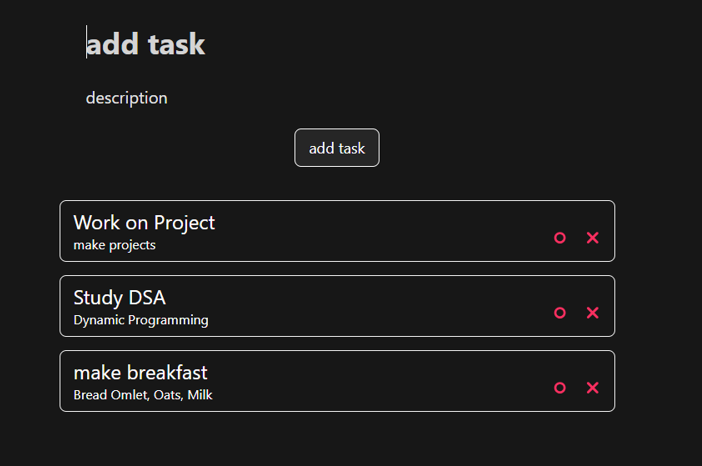 add task
description
add task
Work on Project
make projects
Study DSA
Dynamic Programming
make breakfast
Bread Omlet, Oats, Milk